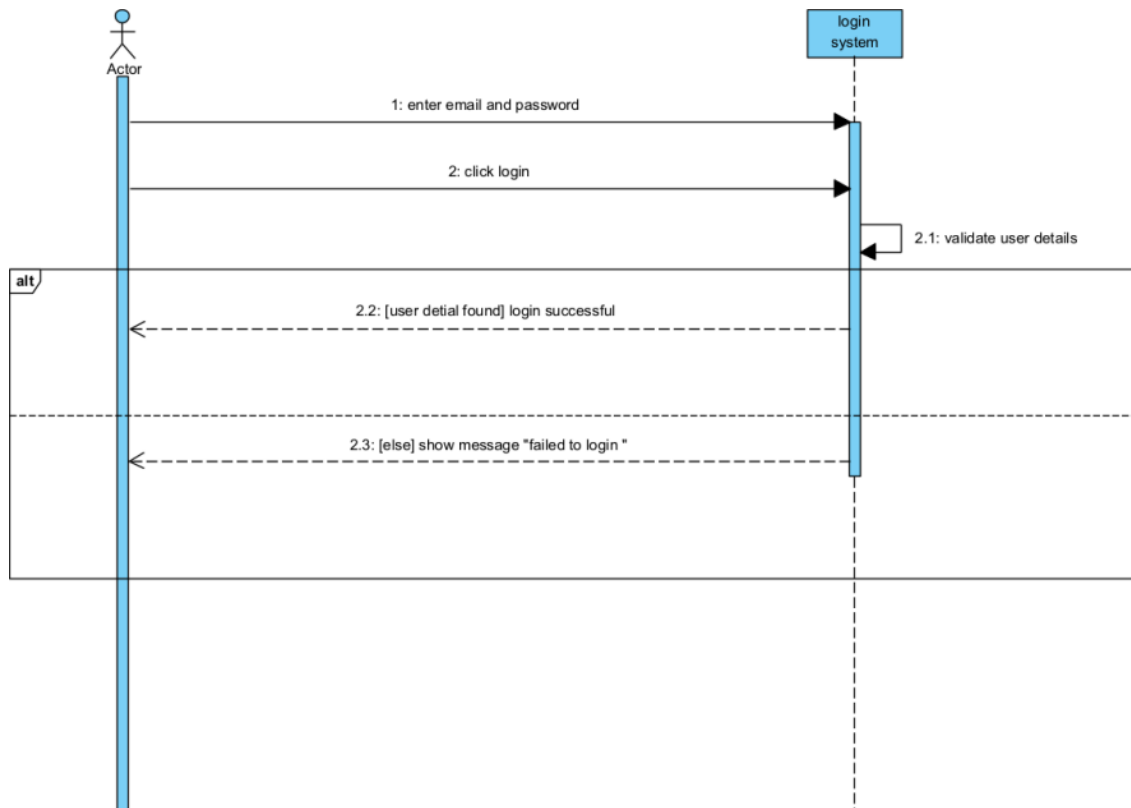 login
system
Actor
1: enter email and password
2: click login
2.1: validate user details
alt
2.2: [user detial found] login successful
2.3: [else] show message "failed to login "